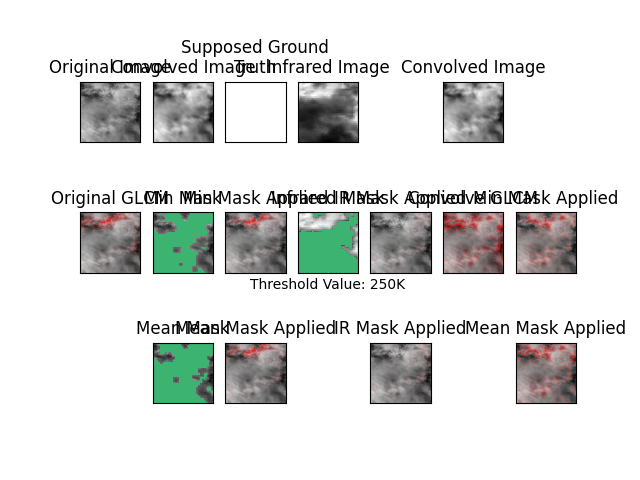 Supposed Ground
Original Image Convolved Image Truth Infrared Image Convolved Image
Original GLCM Min Mask Min Mask Applied Infrared Mask IR Mask Applied Convolved GLCM Min Mask Applied
Threshold Value: 250K
Mean Mask Mean Mask Applied IR Mask Applied Mean Mask Applied